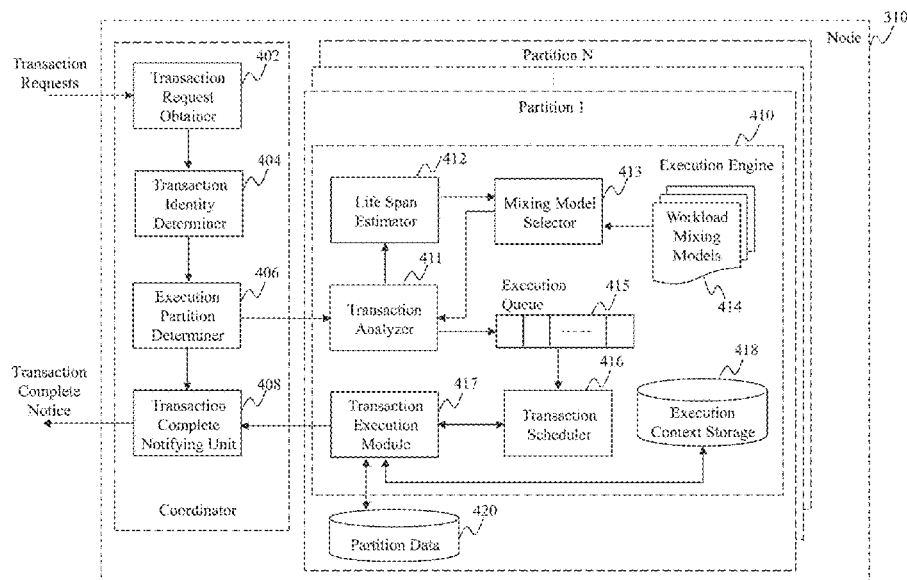 Node
310
Partition N
Partition 1
410
Execution Engine
Transaction
Requests
402
Transaction
Request
Obtainer
404
Transaction
Identity
Determiner
406
Execution
Partition
Determiner
Transaction
Complete
Notice
408
Transaction
Complete
Notifying Unit
Coordinator
412
Life Span
Estimator
413
Mixing Model
Selector
Workload
Mixing
Models
414
411
Transaction
Analyzer
Execution
Queue
415
416
Transaction
Scheduler
417
Transaction
Execution
Module
418
Execution
Context Storage
420
Partition Data